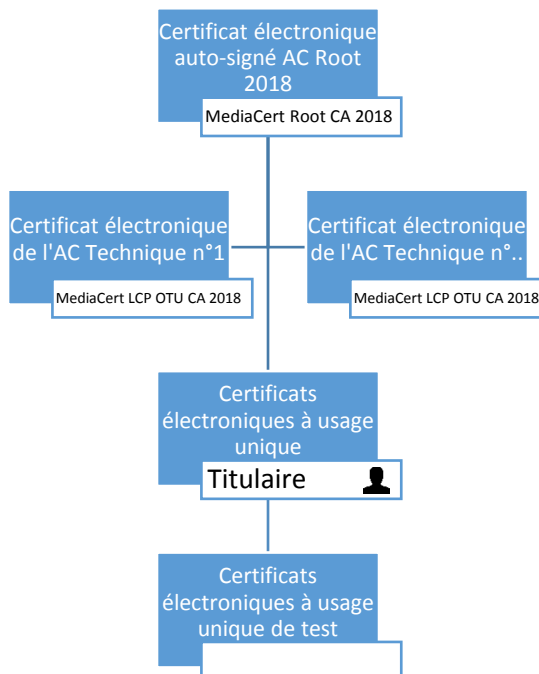 Certificat électronique
auto-signé AC Root
2018
MediaCert Root CA 2018
Certificat électronique
de l'AC Technique n°1
MediaCert LCP OTU CA 2018
Certificat électronique
de l'AC Technique n°..
MediaCert LCP OTU CA 2018
Certificats
électroniques à usage
unique
Titulaire
Certificats
électroniques à usage
unique de test